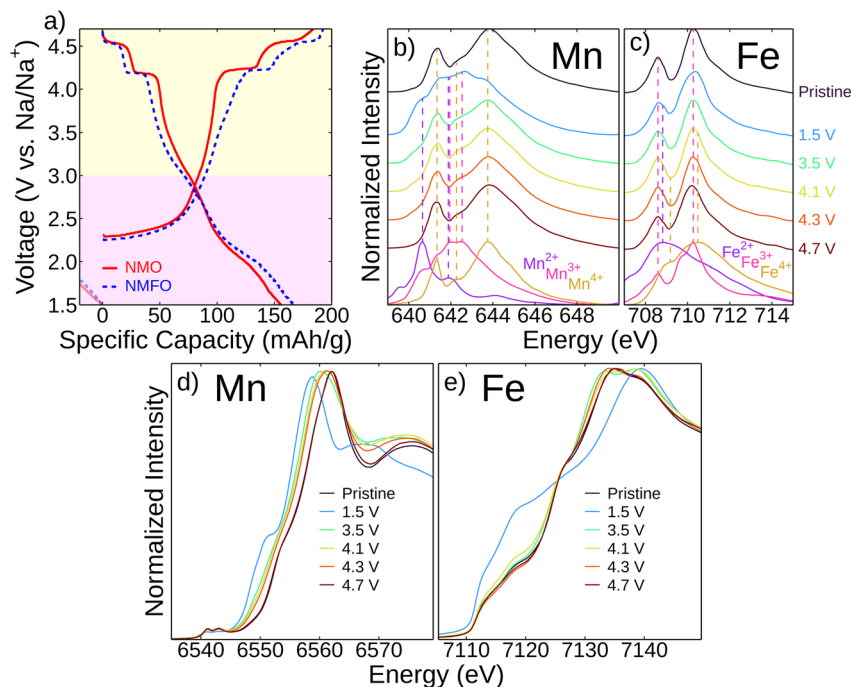 a)
4.5
4.0
3.5
3.0
2.5
2.0
1.5
Voltage (V vs. Na/Na+)
NMO
NMFO
0 50 100 150 200
Specific Capacity (mAh/g)
b) Mn
Normalized Intensity
Mn2+
Mn3+
Mn4+
640 642 644 646 648
c) Fe
Fe2+
Fe3+
Fe4+
708 710 712 714
Energy (eV)
Pristine
1.5 V
3.5 V
4.1 V
4.3 V
4.7 V
d) Mn
Normalized Intensity
Pristine
1.5 V
3.5 V
4.1 V
4.3 V
4.7 V
6540 6550 6560 6570
e) Fe
Pristine
1.5 V
3.5 V
4.1 V
4.3 V
4.7 V
7110 7120 7130 7140
Energy (eV)